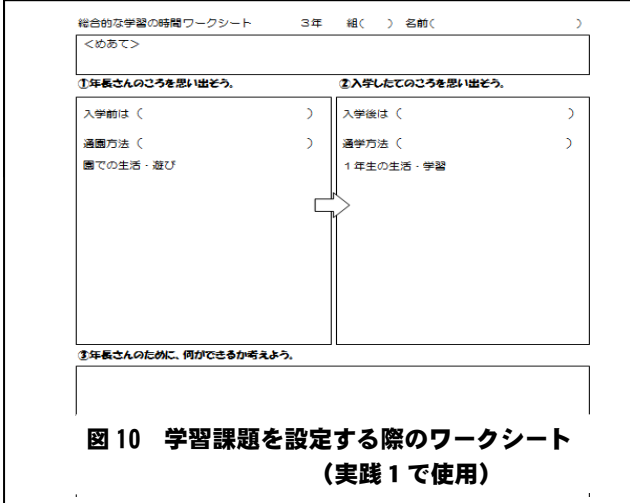 総合的な学習の時間ワークシート　３年　組（　）名前（　）
＜めあて＞
①年長さんのころを思い出そう。
入学前は（　）
通園方法（　）
園での生活・遊び
②入学したてのころを思い出そう。
入学後は（　）
通学方法（　）
１年生の生活・学習
③年長さんのために、何ができるか考えよう。
図10　学習課題を設定する際のワークシート
（実践１で使用）